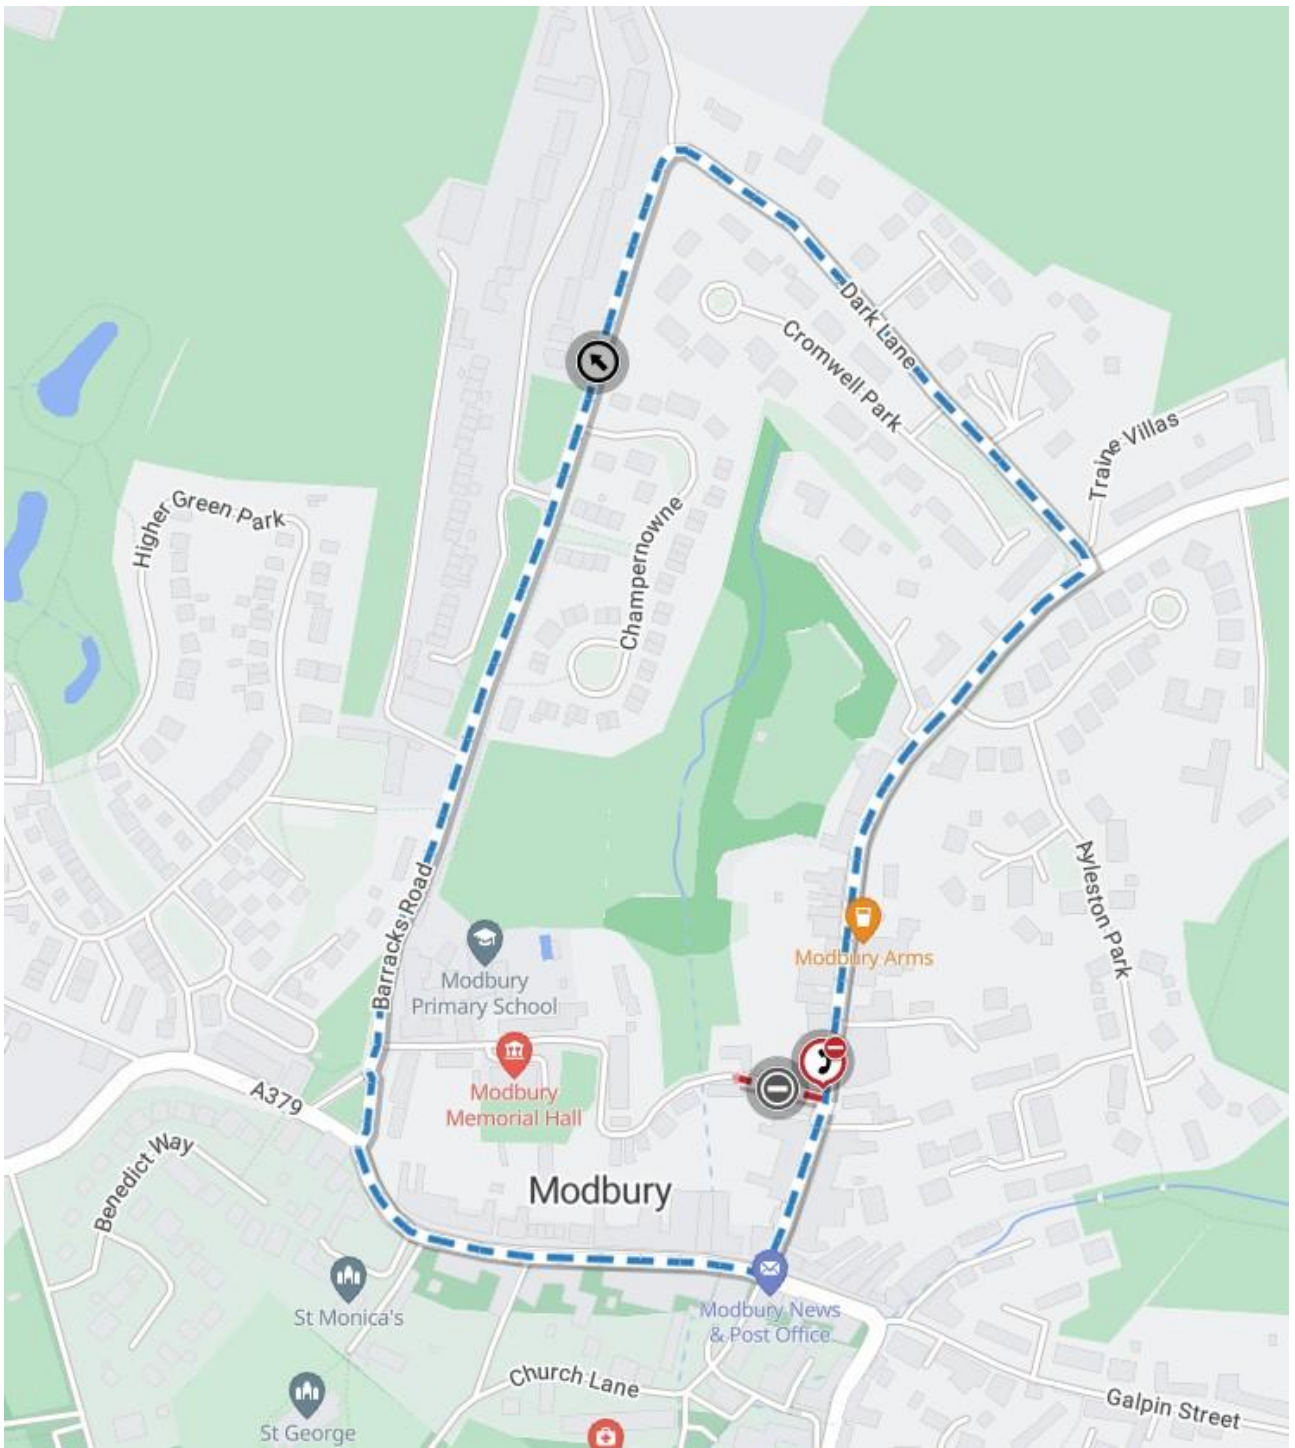 Dark Lane
Cromwell Park
Traine Villas
Higher Green Park
Champernowne
Ayleston Park
Barracks Road
Modbury Arms
Modbury
Primary School
Modbury
Memorial Hall
A379
Benedict Way
Modbury
St Monica's
Modbury News
& Post Office
Church Lane
Galpin Street
St George